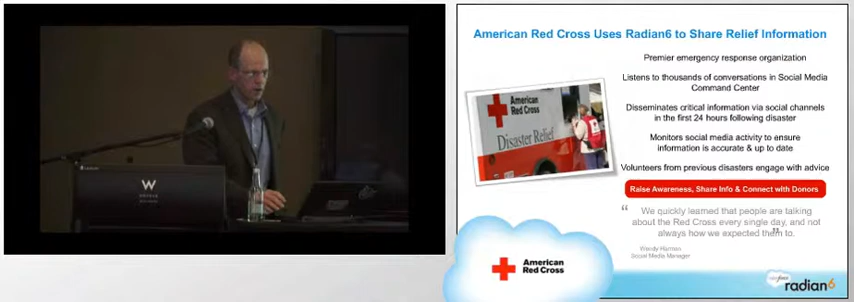 W
American Red Cross Uses Radian6 to Share Relief Information
Premier emergency response organization
Listens to thousands of conversations in Social Media
Command Center
Disseminates critical information via social channels
in the first 24 hours following disaster
Monitors social media activity to ensure
information is accurate & up to date
Volunteers from previous disasters engage with advice
Raise Awareness, Share Info & Connect with Donors
“ We quickly learned that people are talking
about the Red Cross every single day, and not
always how we expected them to. ”
Wendy Harman
Social Media Manager
American
Red Cross
Disaster Relief
American
Red Cross
radian6